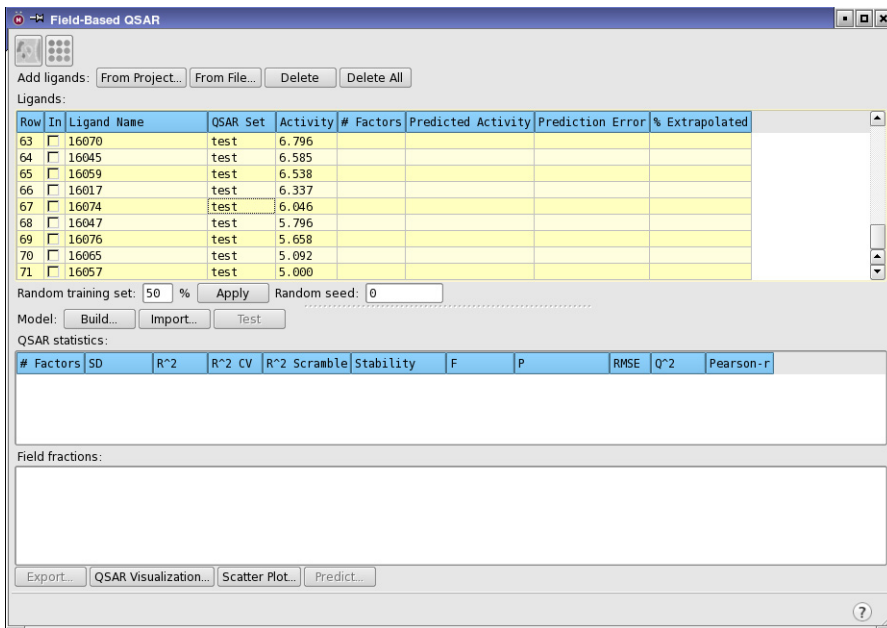 Field-Based QSAR
Add ligands: From Project... From File... Delete Delete All
Ligands:
Row In Ligand Name QSAR Set Activity # Factors Predicted Activity Prediction Error % Extrapolated
63 16070 test 6.796
64 16045 test 6.585
65 16059 test 6.538
66 16017 test 6.337
67 16074 test 6.046
68 16047 test 5.796
69 16076 test 5.658
70 16065 test 5.092
71 16057 test 5.000
Random training set: 50 % Apply Random seed: 0
Model: Build... Import... Test
QSAR statistics:
# Factors SD R^2 R^2 CV R^2 Scramble Stability F P RMSE Q^2 Pearson-r
Field fractions:
Export... QSAR Visualization... Scatter Plot... Predict...
?